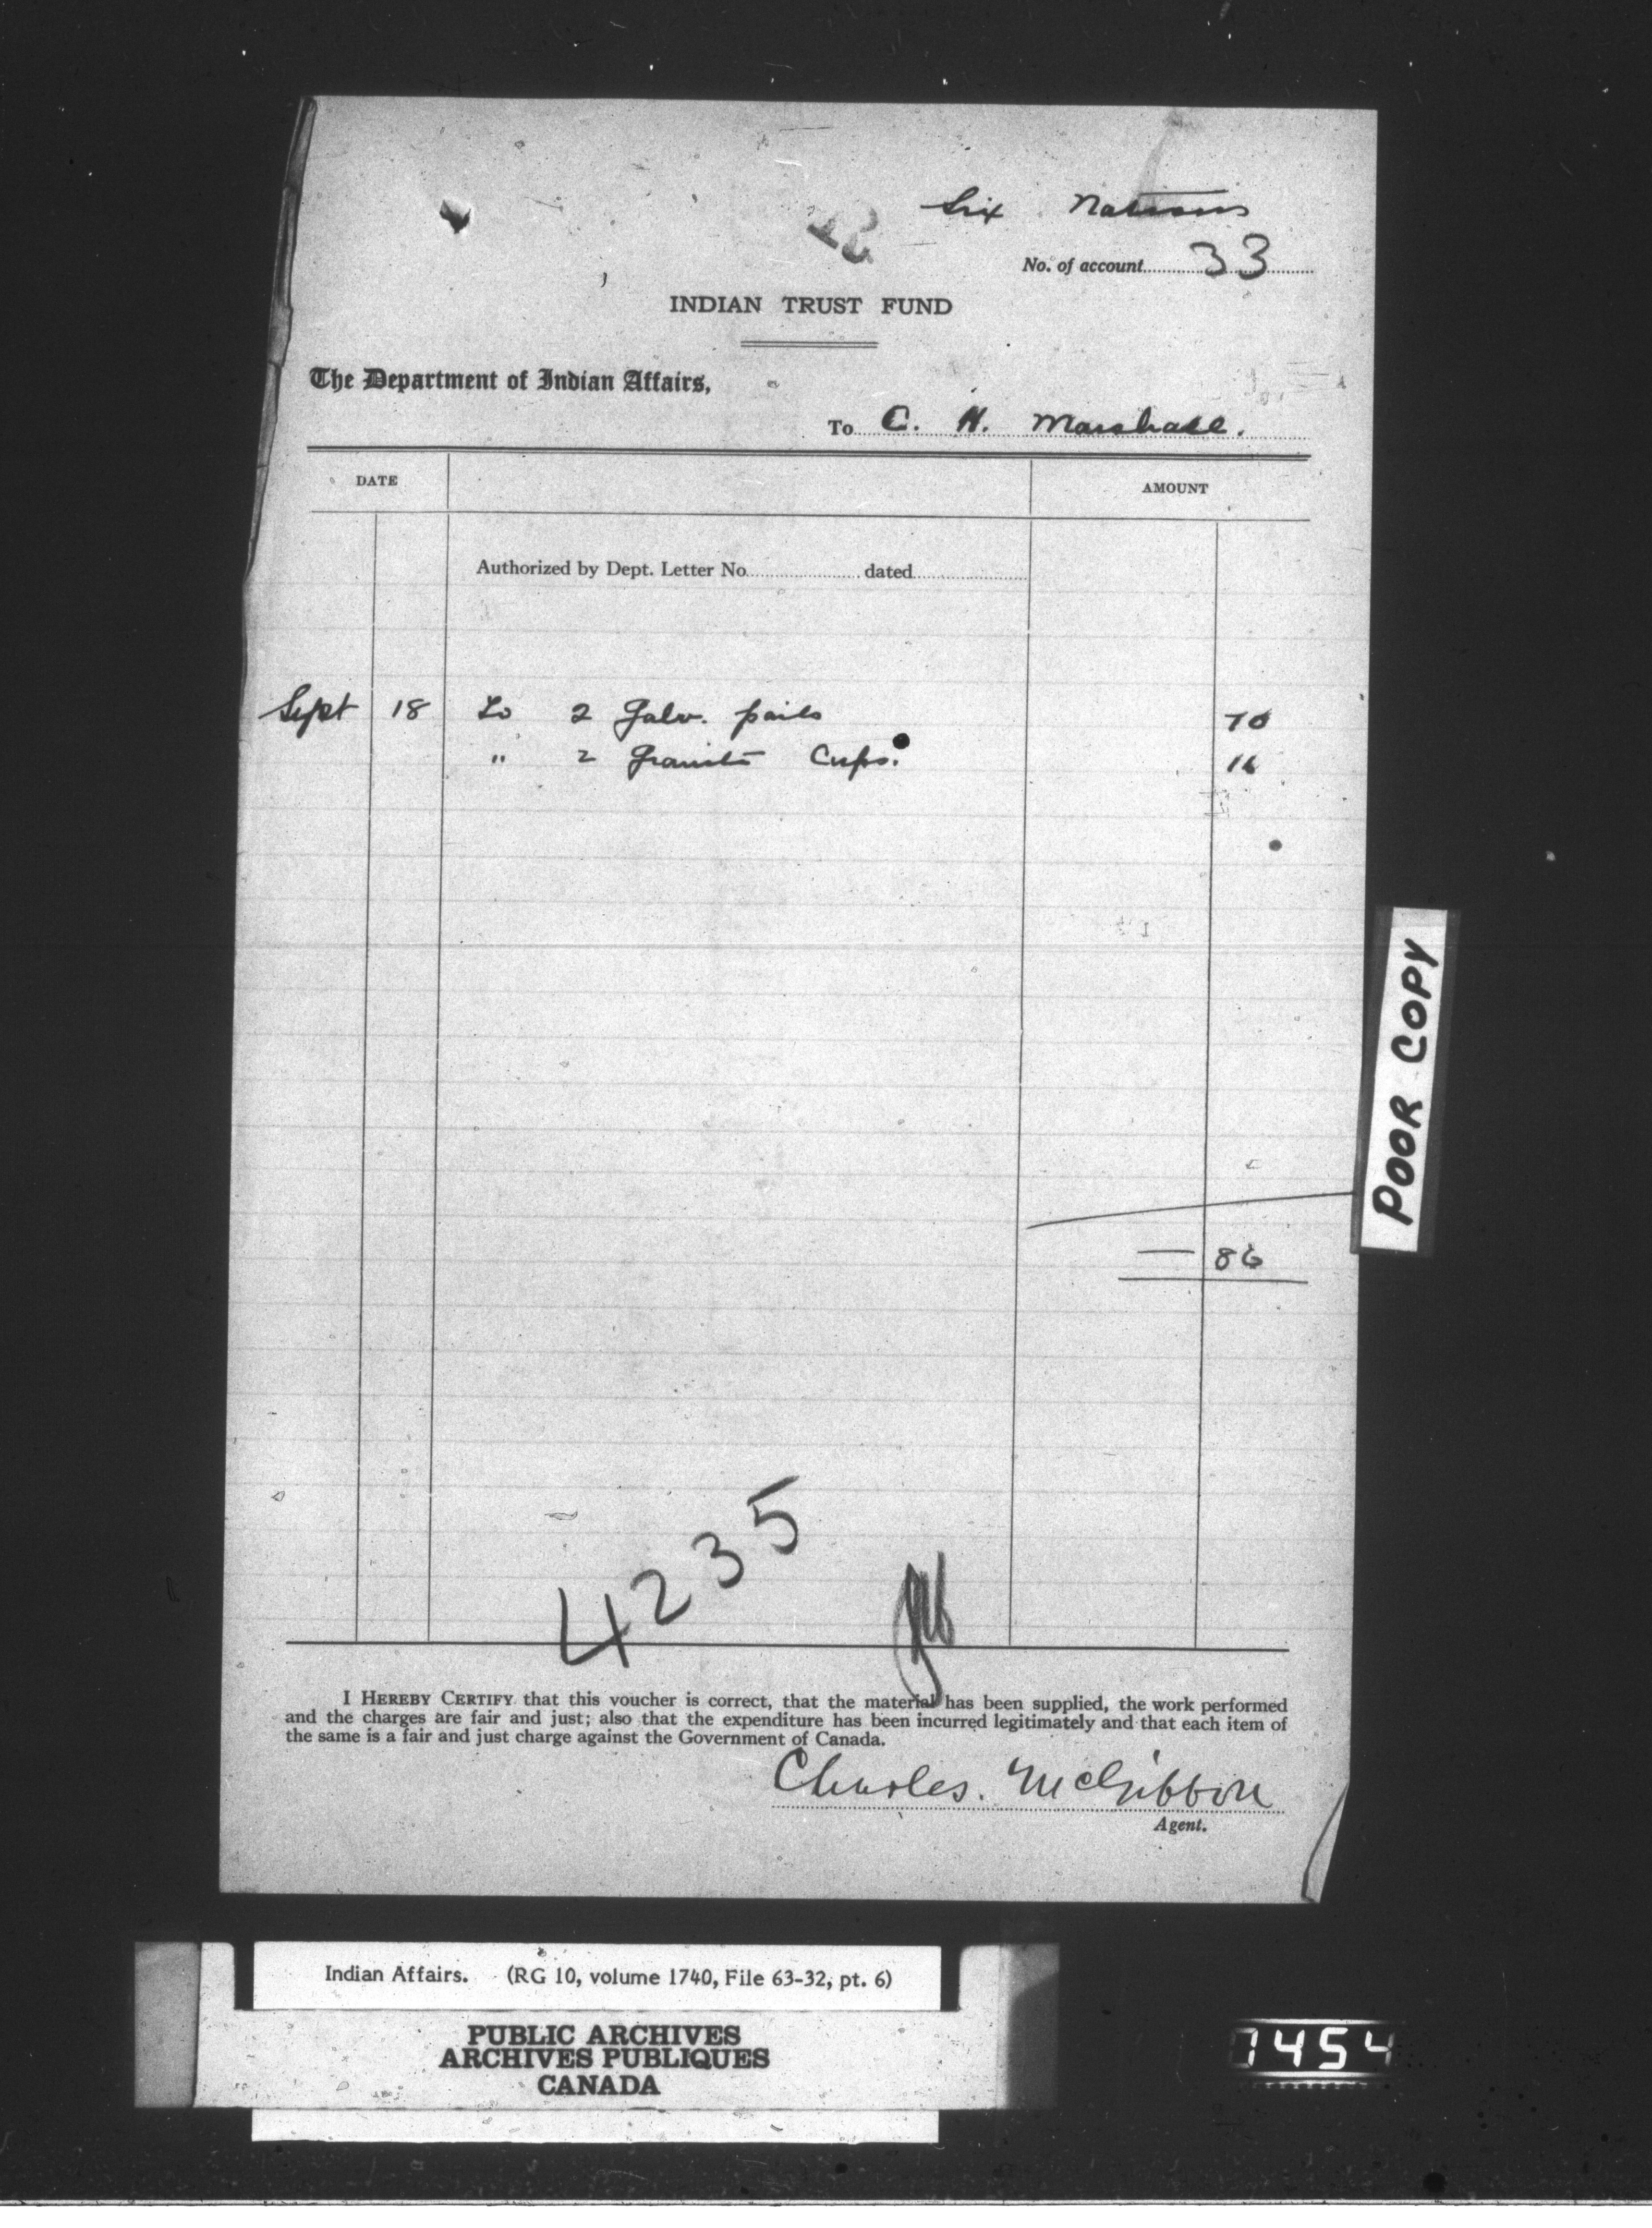 Six Nations
No. of account 33
INDIAN TRUST FUND
The Department of Indian Affairs,
To C. H. Marshall.
DATE AMOUNT
Authorized by Dept. Letter No. dated
Sept 18 To 2 Galv. pails 70
" 2 Granite Cups. 16
— 86
4235
I HEREBY CERTIFY that this voucher is correct, that the material has been supplied, the work performed
and the charges are fair and just; also that the expenditure has been incurred legitimately and that each item of
the same is a fair and just charge against the Government of Canada.
Charles. McGibbon
Agent.
POOR COPY
Indian Affairs. (RG 10, volume 1740, File 63-32, pt. 6)
PUBLIC ARCHIVES
ARCHIVES PUBLIQUES
CANADA
1454